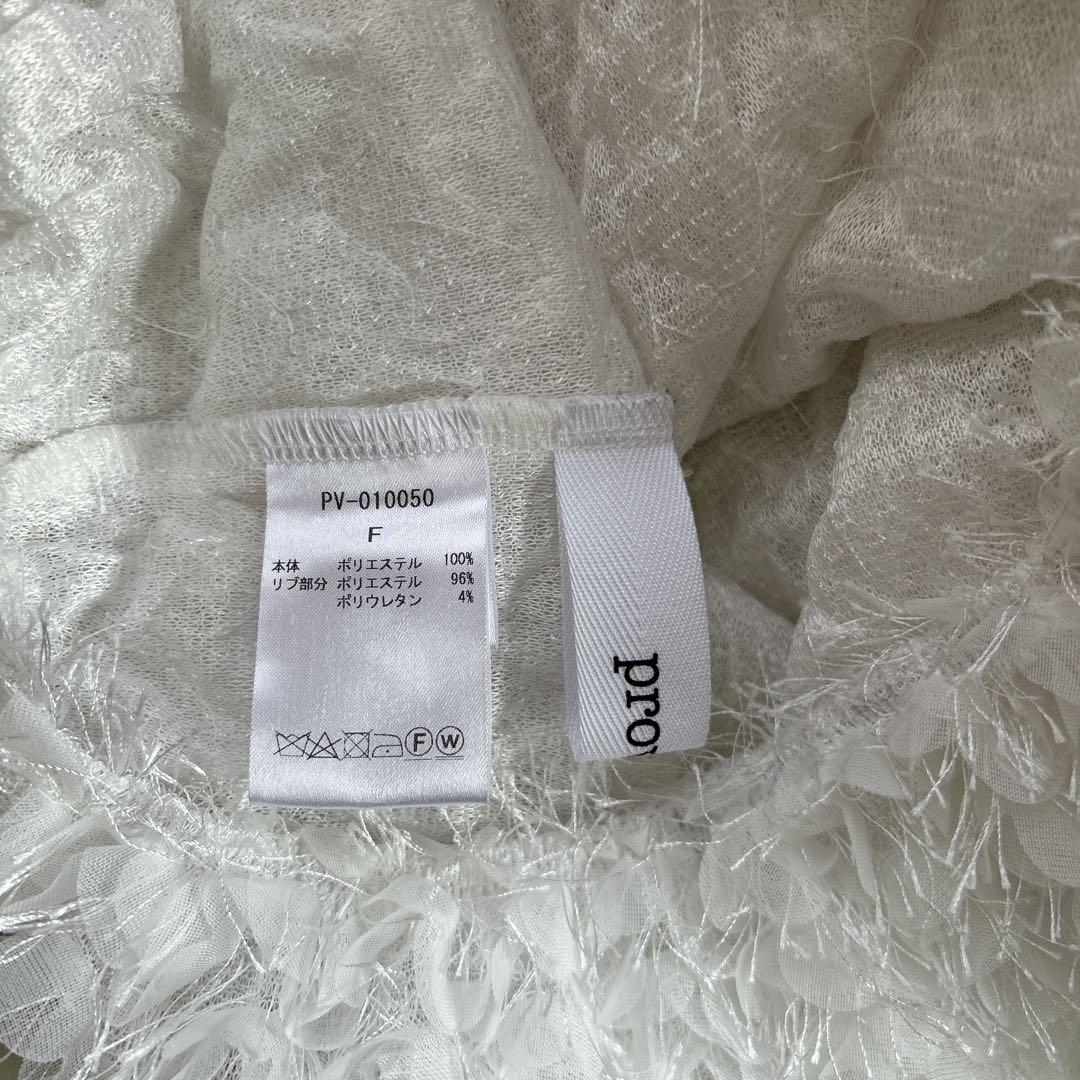 PV-010050
F
本体 ポリエステル 100%
リブ部分 ポリエステル 96%
ポリウレタン 4%
F W